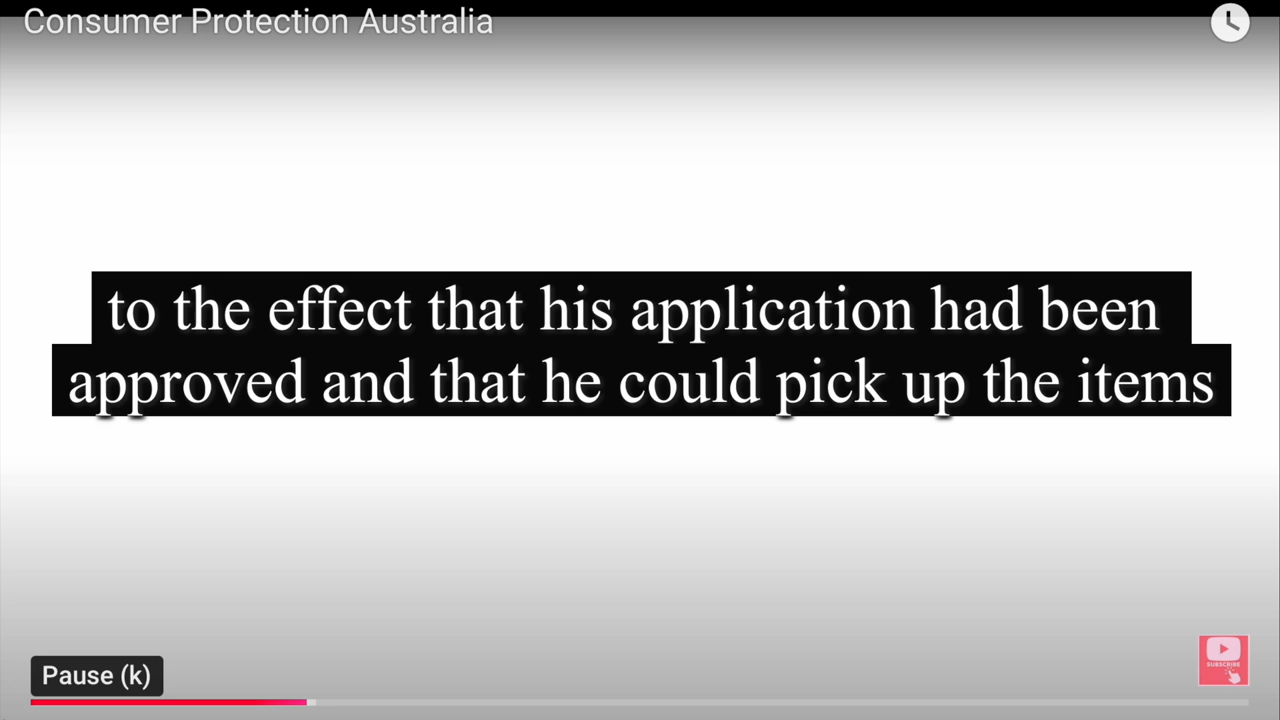 Consumer Protection Australia
to the effect that his application had been
approved and that he could pick up the items
SUBSCRIBE
Pause (k)